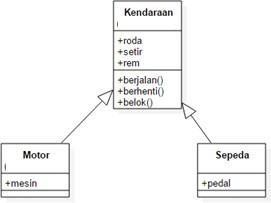 Kendaraan
+roda
+setir
+rem
+berjalan()
+berhenti()
+belok()
Motor
+mesin
Sepeda
+pedal